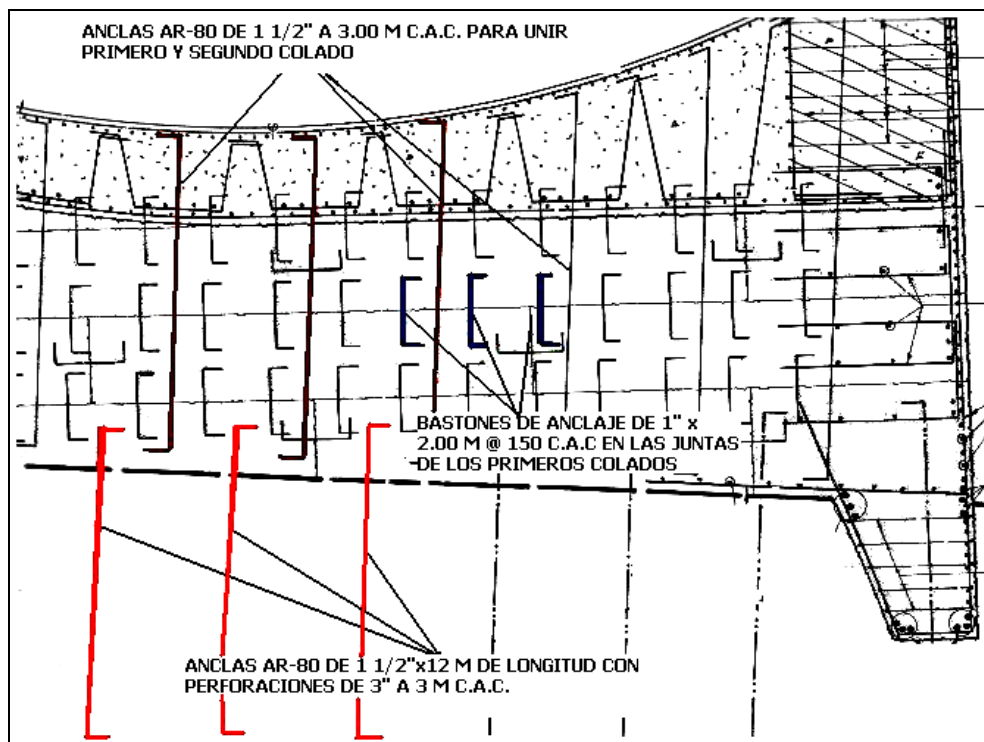 ANCLAS AR-80 DE 1 1/2" A 3.00 M C.A.C. PARA UNIR
PRIMERO Y SEGUNDO COLADO
BASTONES DE ANCLAJE DE 1" x
2.00 M @ 150 C.A.C EN LAS JUNTAS
DE LOS PRIMEROS COLADOS
ANCLAS AR-80 DE 1 1/2"x12 M DE LONGITUD CON
PERFORACIONES DE 3" A 3 M C.A.C.